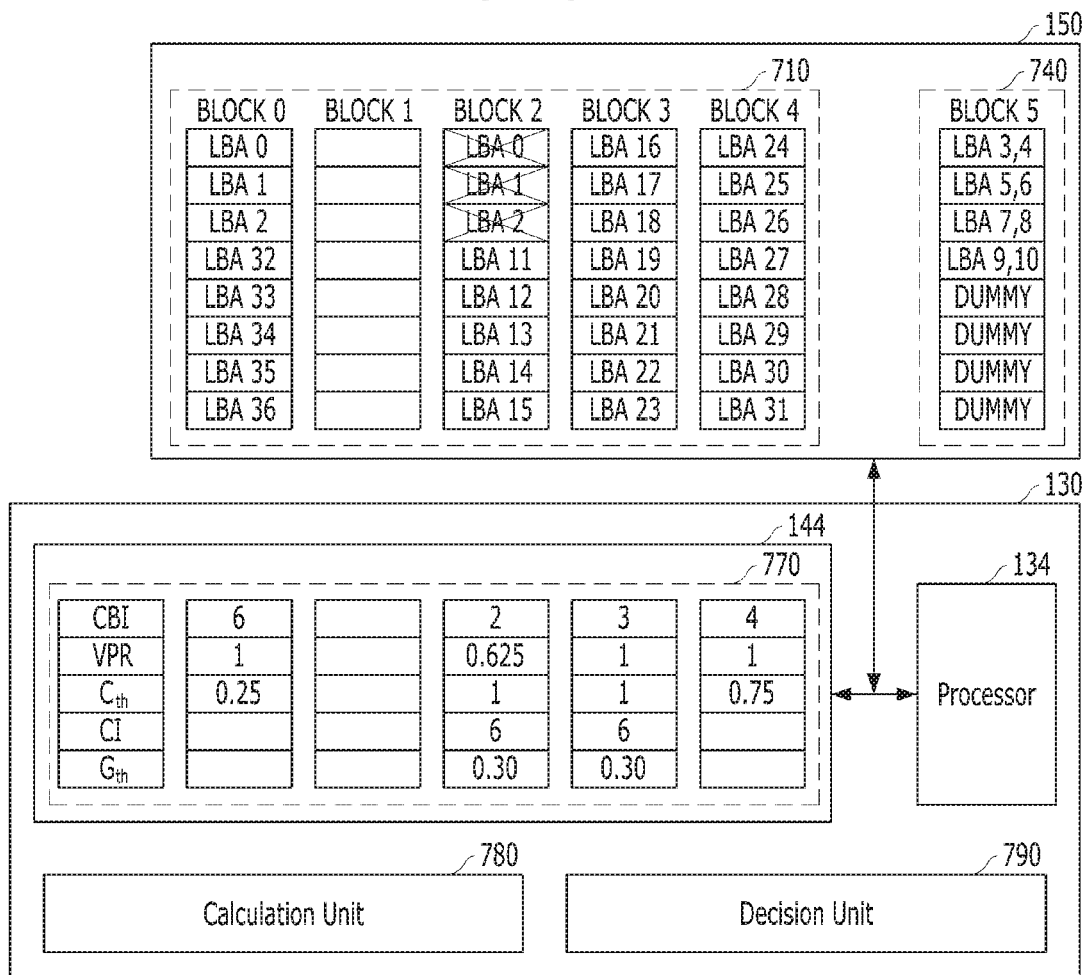 150
710
740
BLOCK 0 BLOCK 1 BLOCK 2 BLOCK 3 BLOCK 4 BLOCK 5
LBA 0 LBA 0 LBA 16 LBA 24 LBA 3,4
LBA 1 LBA 1 LBA 17 LBA 25 LBA 5,6
LBA 2 LBA 2 LBA 18 LBA 26 LBA 7,8
LBA 32 LBA 11 LBA 19 LBA 27 LBA 9,10
LBA 33 LBA 12 LBA 20 LBA 28 DUMMY
LBA 34 LBA 13 LBA 21 LBA 29 DUMMY
LBA 35 LBA 14 LBA 22 LBA 30 DUMMY
LBA 36 LBA 15 LBA 23 LBA 31 DUMMY
130
144
770
134
CBI 6 2 3 4
VPR 1 0.625 1 1
Cth 0.25 1 1 0.75
CI 6 6
Gth 0.30 0.30
Processor
780
790
Calculation Unit
Decision Unit